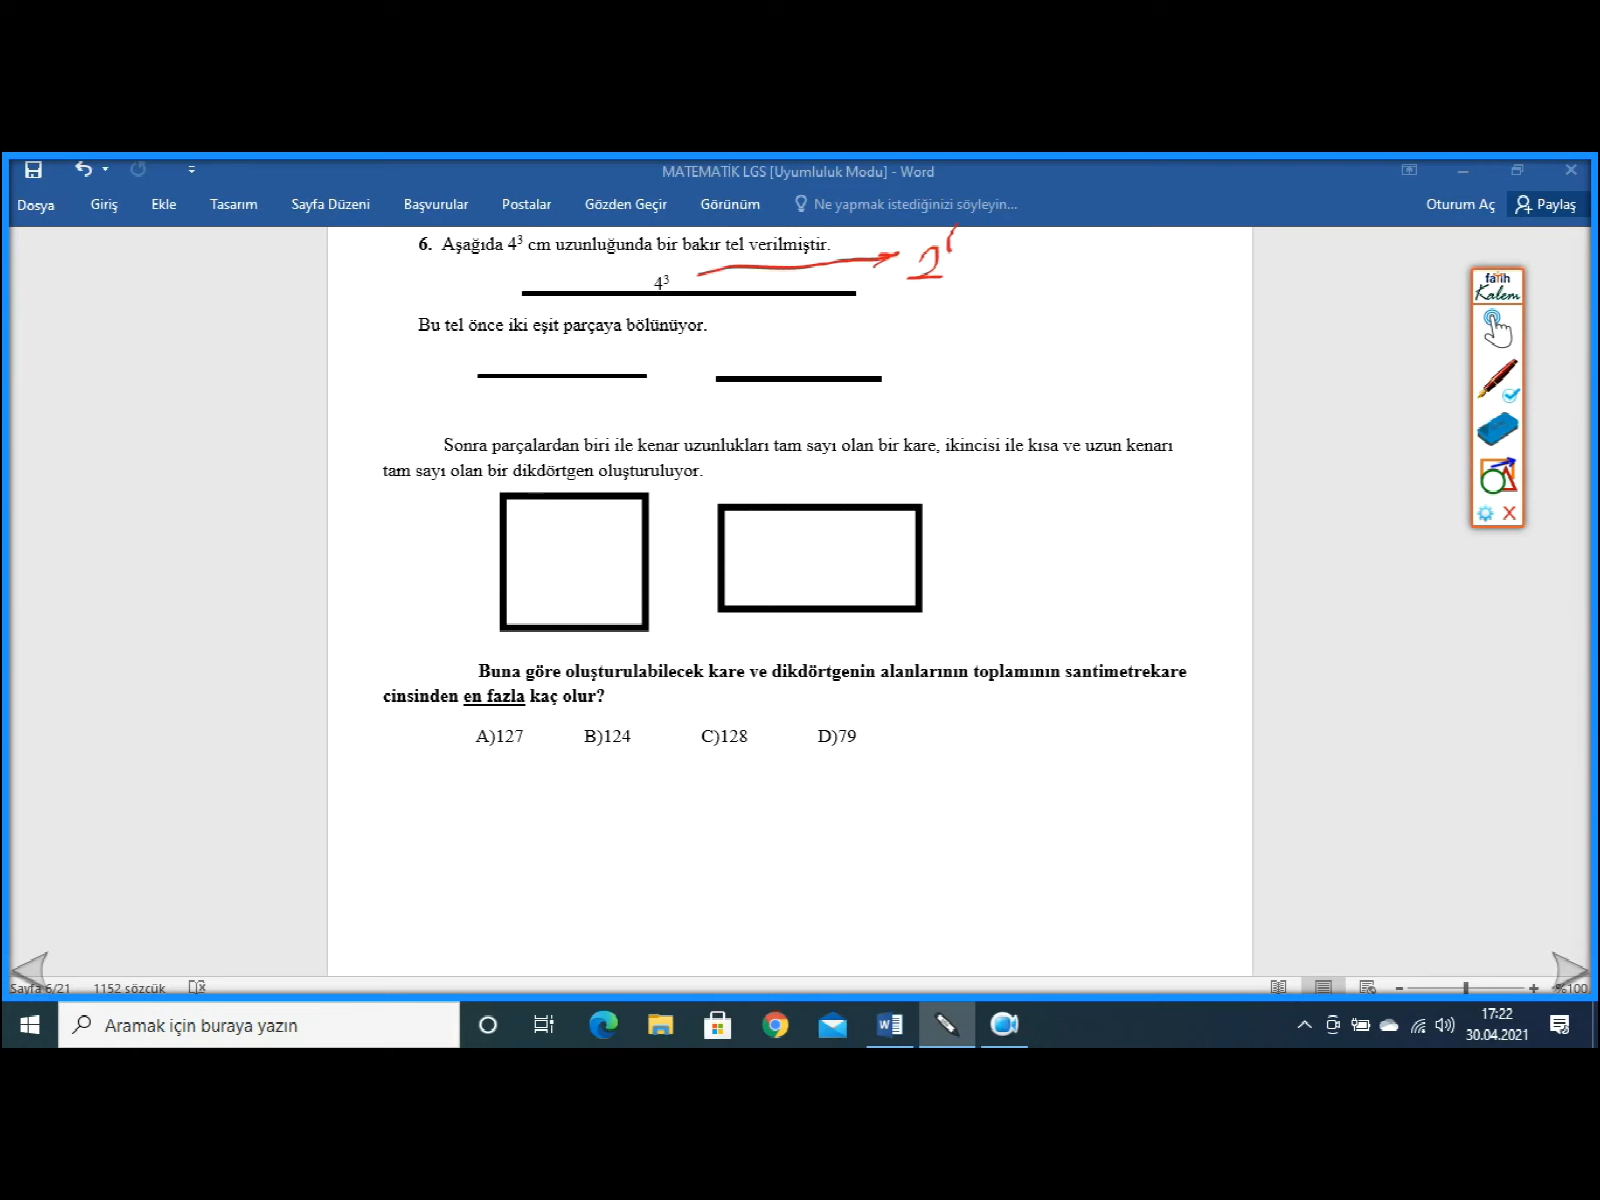 MATEMATİK LGS [Uyumluluk Modu] - Word
Dosya Giriş Ekle Tasarım Sayfa Düzeni Başvurular Postalar Gözden Geçir Görünüm Ne yapmak istediğinizi söyleyin... Oturum Aç Paylaş
6. Aşağıda 4³ cm uzunluğunda bir bakır tel verilmiştir.
2
4³
fatih
Kalem
Bu tel önce iki eşit parçaya bölünüyor.
Sonra parçalardan biri ile kenar uzunlukları tam sayı olan bir kare, ikincisi ile kısa ve uzun kenarı
tam sayı olan bir dikdörtgen oluşturuluyor.
Buna göre oluşturulabilecek kare ve dikdörtgenin alanlarının toplamının santimetrekare
cinsinden en fazla kaç olur?
A)127 B)124 C)128 D)79
Sayfa 6/21 1152 sözcük %100
Aramak için buraya yazın
17:22
30.04.2021